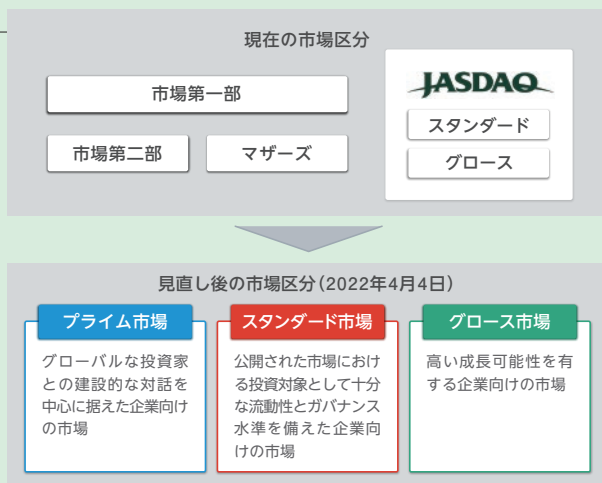 現在の市場区分
市場第一部
市場第二部
マザーズ
JASDAQ
スタンダード
グロース
見直し後の市場区分(2022年4月4日)
プライム市場
グローバルな投資家
との建設的な対話を
中心に据えた企業向け
の市場
スタンダード市場
公開された市場におけ
る投資対象として十分
な流動性とガバナンス
水準を備えた企業向
けの市場
グロース市場
高い成長可能性を有
する企業向けの市場